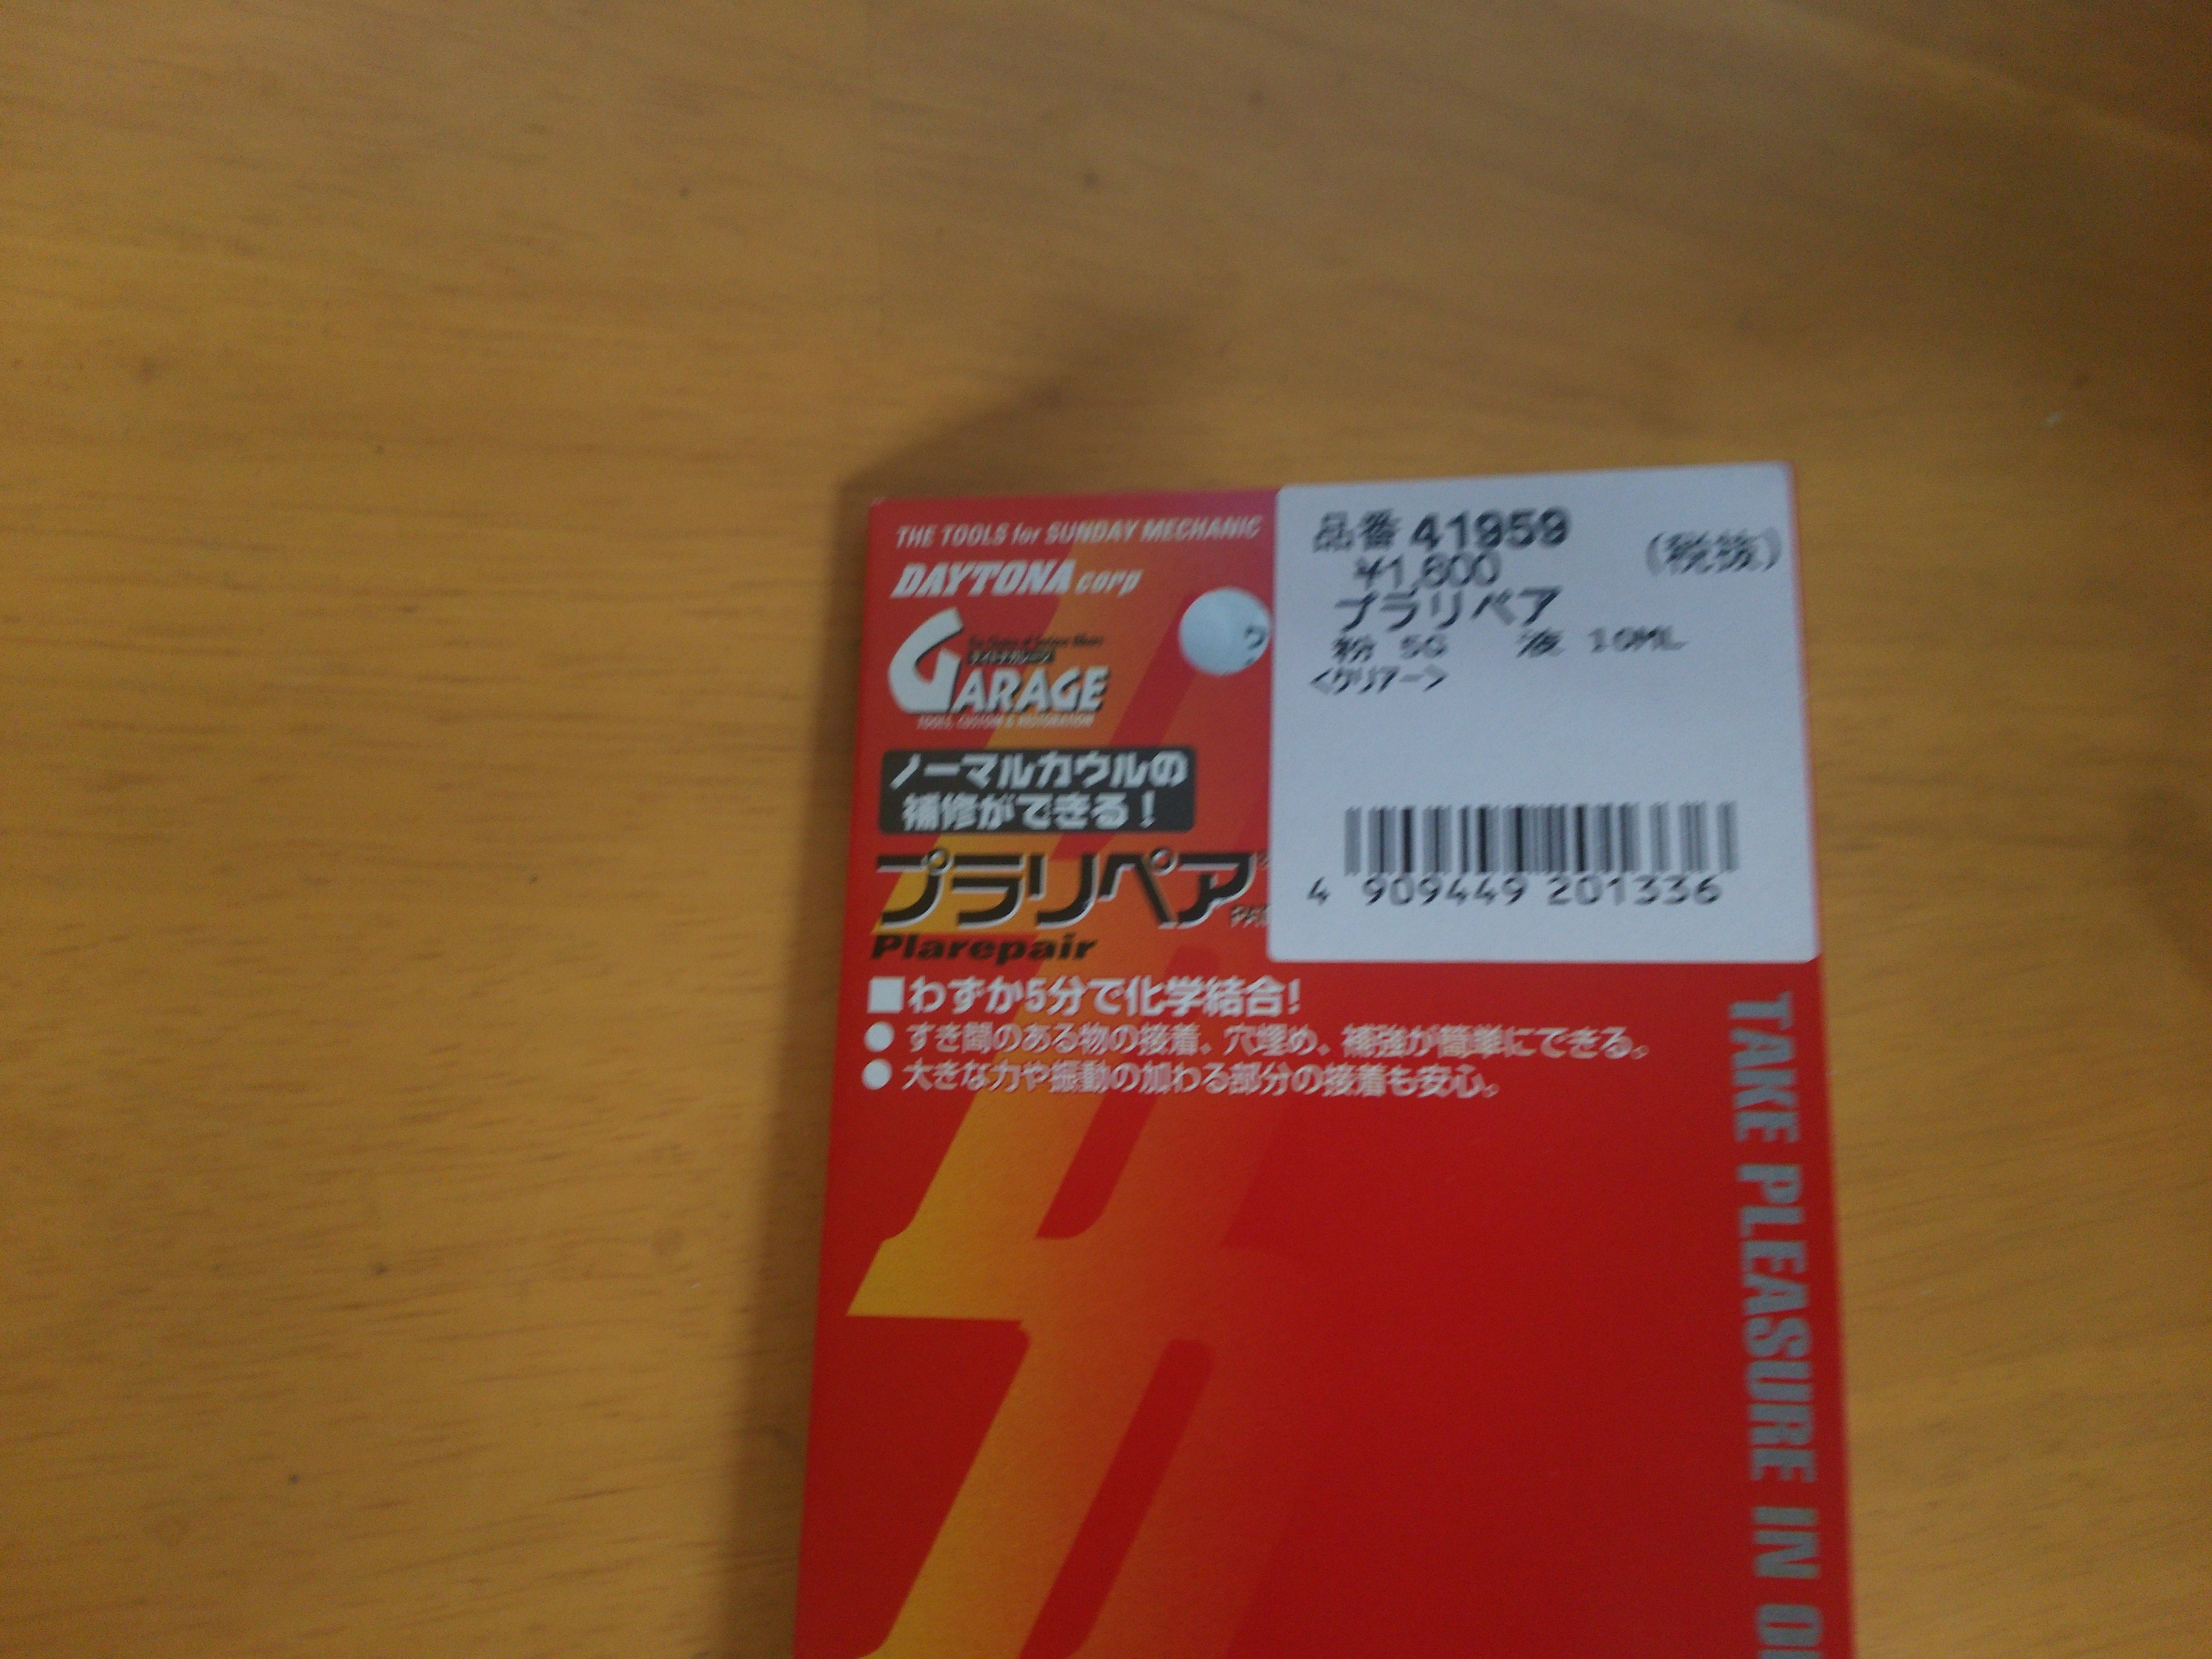 THE TOOLS for SUNDAY MECHANIC
DAYTONA corp
GARAGE
TOOLS, CUSTOM & RESTORATION
ノーマルカウルの
補修ができる!
プラリペア
Plarepair
■わずか5分で化学結合!
● すき間のある物の接着、穴埋め、補強が簡単にできる。
● 大きな力や振動の加わる部分の接着も安心。
品番 41959
(税抜)
プラリペア
粉 5G 液 10ML
<クリアー>
4 909449 201336
TAKE PLEASURE IN